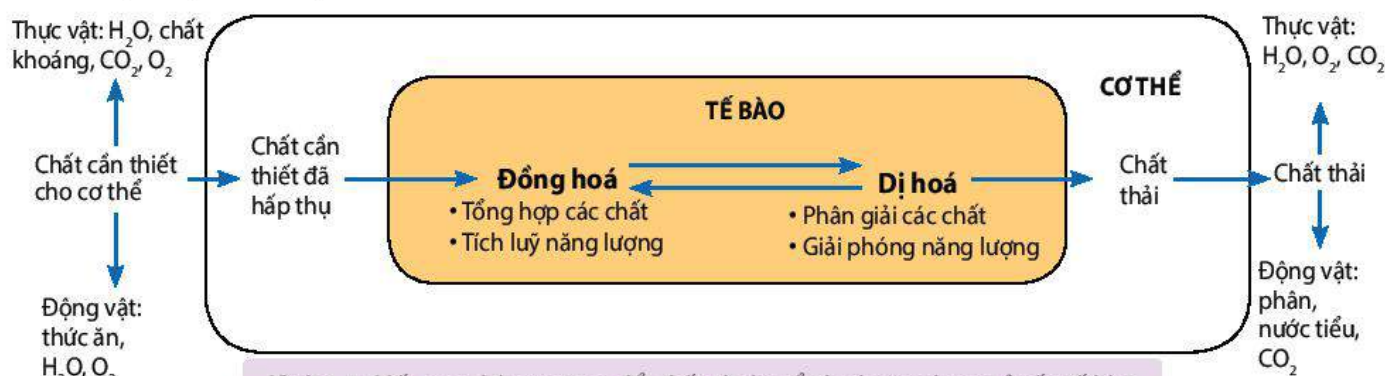 Thực vật: H₂O, chất
khoáng, CO₂, O₂
Chất cần thiết
cho cơ thể
Động vật:
thức ăn,
H₂O, O₂
Chất cần
thiết đã
hấp thụ
CƠ THỂ
TẾ BÀO
Đồng hoá
• Tổng hợp các chất
• Tích luỹ năng lượng
Dị hoá
• Phân giải các chất
• Giải phóng năng lượng
Chất
thải
Thực vật:
H₂O, O₂, CO₂
Chất thải
Động vật:
phân,
nước tiểu,
CO₂